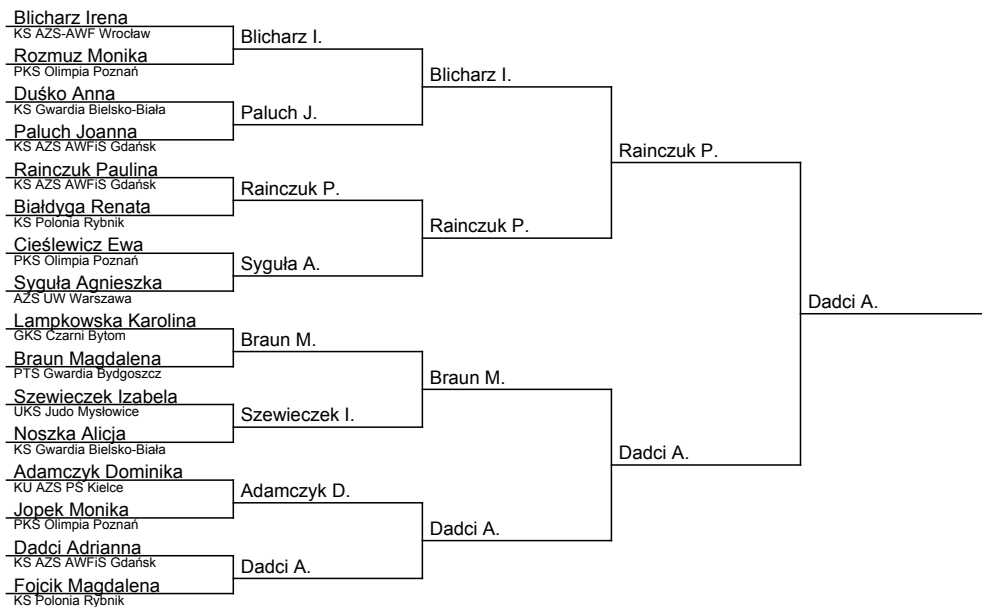 Blicharz Irena
KS AZS-AWF Wrocław
Rozmuz Monika
PKS Olimpia Poznań
Duśko Anna
KS Gwardia Bielsko-Biała
Paluch Joanna
KS AZS AWFiS Gdańsk
Rainczuk Paulina
KS AZS AWFiS Gdańsk
Białdyga Renata
KS Polonia Rybnik
Cieślewicz Ewa
PKS Olimpia Poznań
Syguła Agnieszka
AZS UW Warszawa
Lampkowska Karolina
GKS Czarni Bytom
Braun Magdalena
PTS Gwardia Bydgoszcz
Szewieczek Izabela
UKS Judo Mysłowice
Noszka Alicja
KS Gwardia Bielsko-Biała
Adamczyk Dominika
KU AZS PŚ Kielce
Jopek Monika
PKS Olimpia Poznań
Dadci Adrianna
KS AZS AWFiS Gdańsk
Fojcik Magdalena
KS Polonia Rybnik
Blicharz I.
Paluch J.
Rainczuk P.
Syguła A.
Braun M.
Szewieczek I.
Adamczyk D.
Dadci A.
Blicharz I.
Rainczuk P.
Braun M.
Dadci A.
Rainczuk P.
Dadci A.
Dadci A.